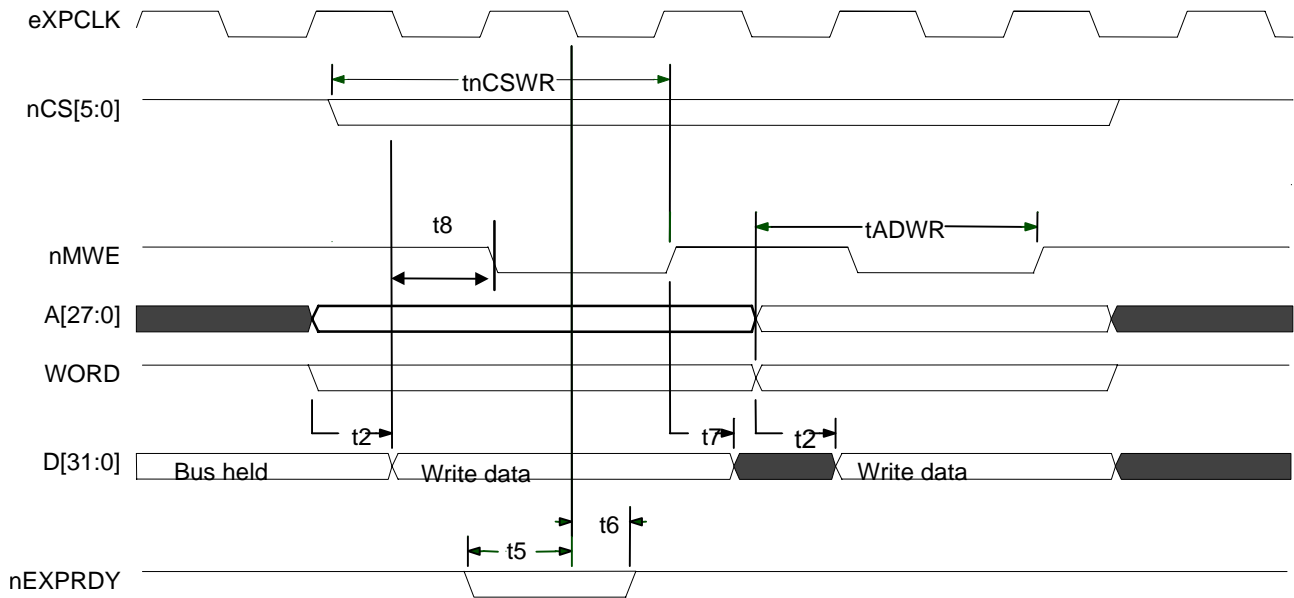 eXPCLK
tnCSWR
nCS[5:0]
t8
tADWR
nMWE
A[27:0]
WORD
t2
t7
t2
D[31:0]
Bus held
Write data
Write data
t6
t5
nEXPRDY